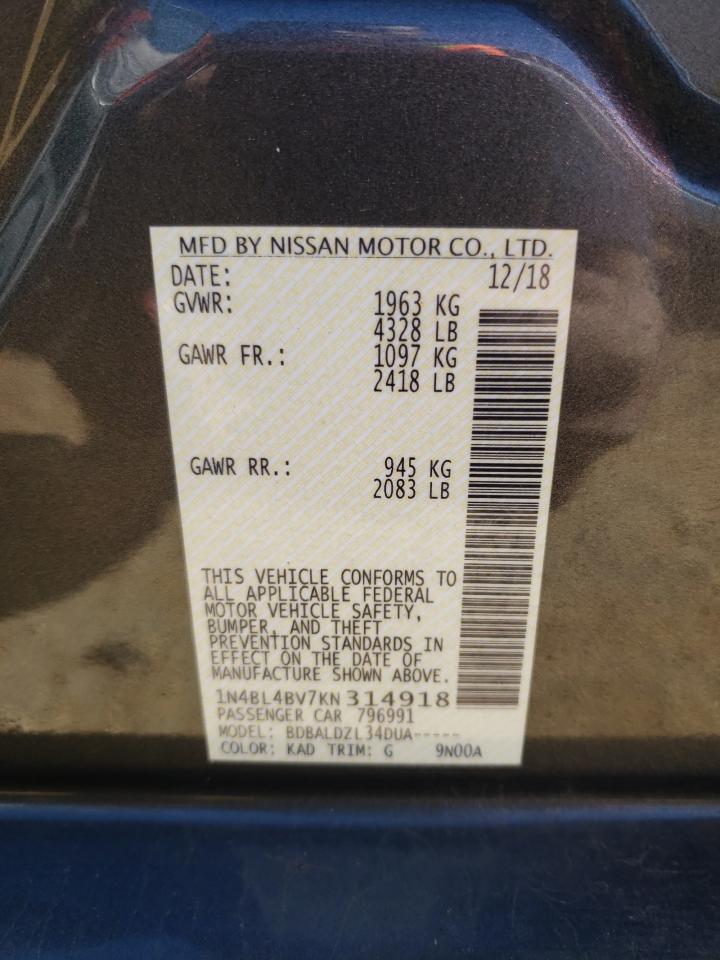 MFD BY NISSAN MOTOR CO., LTD.
DATE: 12/18
GVWR: 1963 KG
4328 LB
GAWR FR.: 1097 KG
2418 LB
GAWR RR.: 945 KG
2083 LB
THIS VEHICLE CONFORMS TO
ALL APPLICABLE FEDERAL
MOTOR VEHICLE SAFETY,
BUMPER, AND THEFT
PREVENTION STANDARDS IN
EFFECT ON THE DATE OF
MANUFACTURE SHOWN ABOVE.
1N4BL4BV7KN314918
PASSENGER CAR 796991
MODEL: BDBALDZL34DUA-----
COLOR: KAD TRIM: G 9N00A